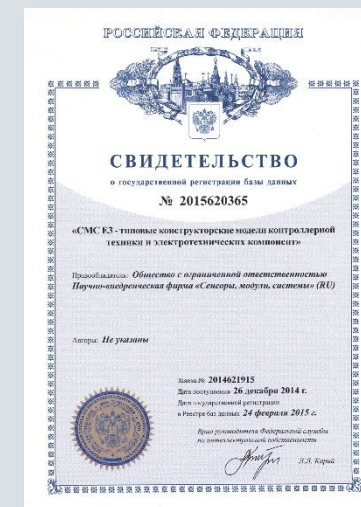 РОССИЙСКАЯ ФЕДЕРАЦИЯ
СВИДЕТЕЛЬСТВО
о государственной регистрации базы данных
№ 2015620365
«СМС Е3 - типовые конструкторские модели контроллерной
техники и электротехнических компонент»
Правообладатель: Общество с ограниченной ответственностью
Научно-внедренческая фирма «Сенсоры, модули, системы» (RU)
Авторы: Не указаны
Заявка № 2014621915
Дата поступления 26 декабря 2014 г.
Дата государственной регистрации
в Реестре баз данных 24 февраля 2015 г.
Врио руководителя Федеральной службы
по интеллектуальной собственности
Л.Л. Кирий